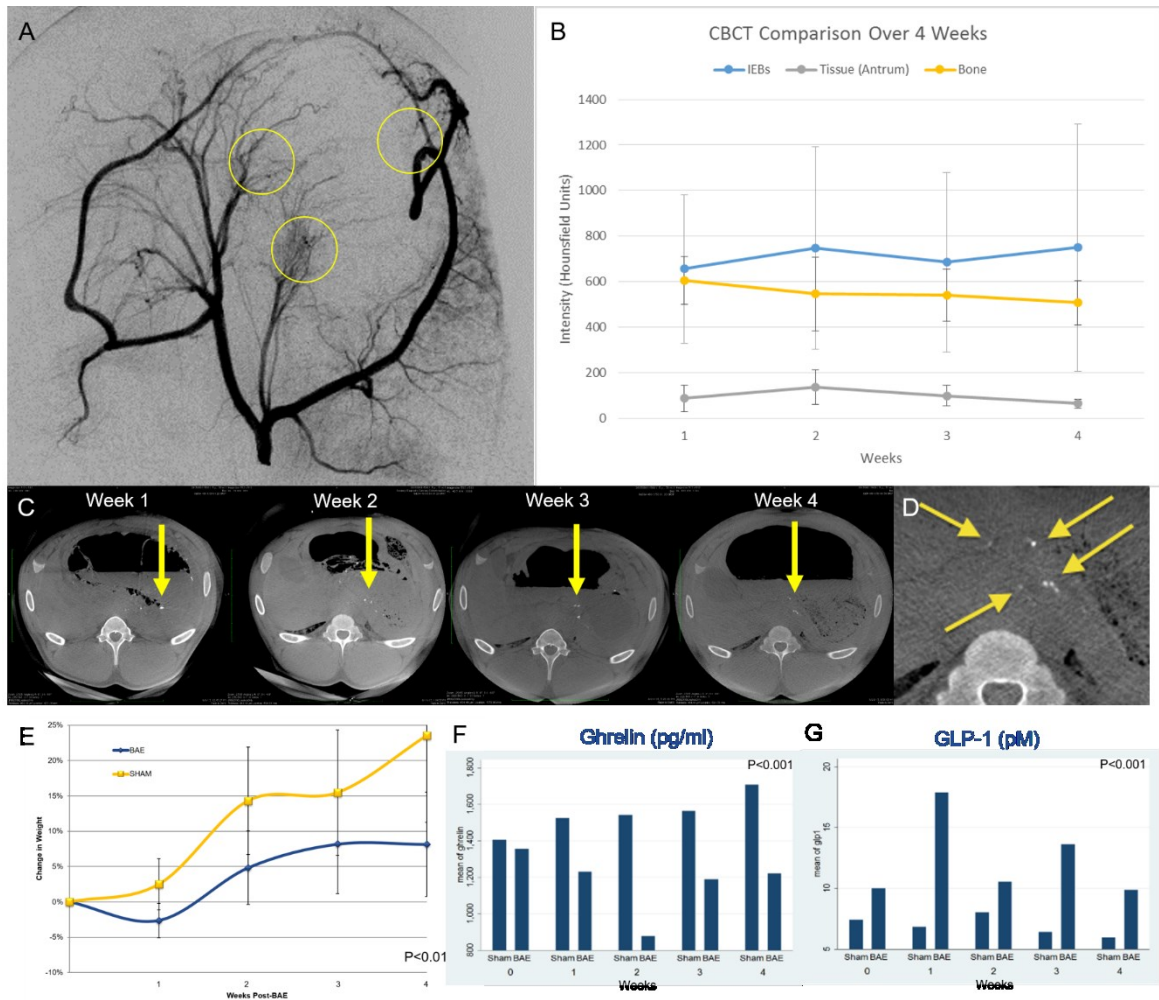 A
B
CBCT Comparison Over 4 Weeks
IEBs Tissue (Antrum) Bone
Intensity (Hounsfield Units)
1400
1200
1000
800
600
400
200
0
1 2 3 4
Weeks
C
Week 1
Week 2
Week 3
Week 4
D
E
25%
20%
15%
10%
5%
0%
-5%
-10%
Change in Weight
BAE
SHAM
P<0.01
1 2 3 4
Weeks Post-BAE
F
Ghrelin (pg/ml)
P<0.001
mean of ghrelin
1,800
1,600
1,400
1,200
1,000
800
Sham BAE Sham BAE Sham BAE Sham BAE Sham BAE
0 1 2 3 4
Weeks
G
GLP-1 (pM)
P<0.001
mean of glp1
20
15
10
5
Sham BAE Sham BAE Sham BAE Sham BAE Sham BAE
0 1 2 3 4
Weeks